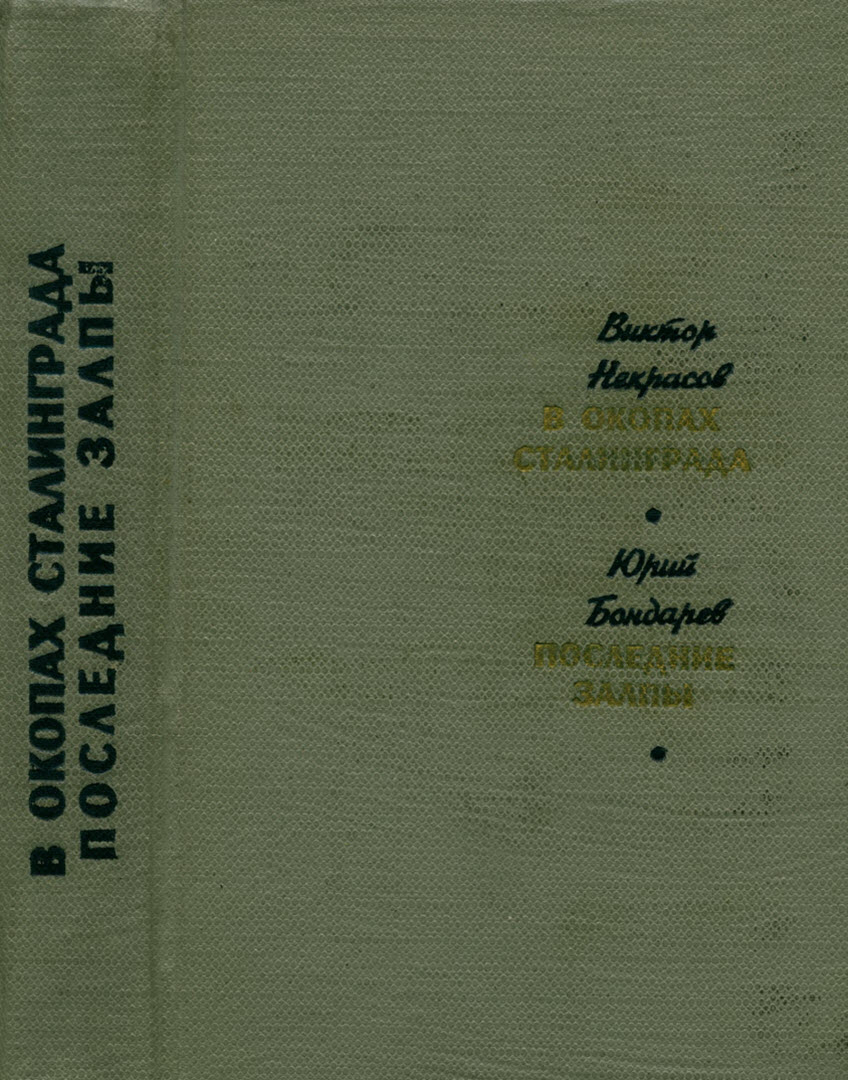 В ОКОПАХ СТАЛИНГРАДА
ПОСЛЕДНИЕ ЗАЛПЫ
Виктор
Некрасов
В ОКОПАХ
СТАЛИНГРАДА
•
Юрий
Бондарев
ПОСЛЕДНИЕ
ЗАЛПЫ
•